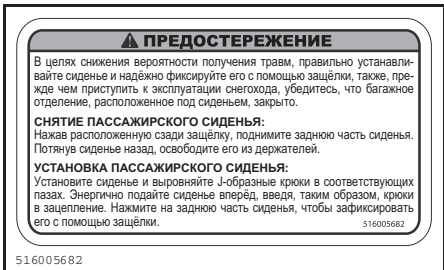 ПРЕДОСТЕРЕЖЕНИЕ
В целях снижения вероятности получения травм, правильно устанавли-
вайте сиденье и надёжно фиксируйте его с помощью защёлки, также, пре-
жде чем приступить к эксплуатации снегохода, убедитесь, что багажное
отделение, расположенное под сиденьем, закрыто.
СНЯТИЕ ПАССАЖИРСКОГО СИДЕНЬЯ:
Нажав расположенную сзади защёлку, поднимите заднюю часть сиденья.
Потянув сиденье назад, освободите его из держателей.
УСТАНОВКА ПАССАЖИРСКОГО СИДЕНЬЯ:
Установите сиденье и выровняйте J-образные крюки в соответствующих
пазах. Энергично подайте сиденье вперёд, введя, таким образом, крюки
в зацепление. Нажмите на заднюю часть сиденья, чтобы зафиксировать
его с помощью защёлки. 516005682
516005682